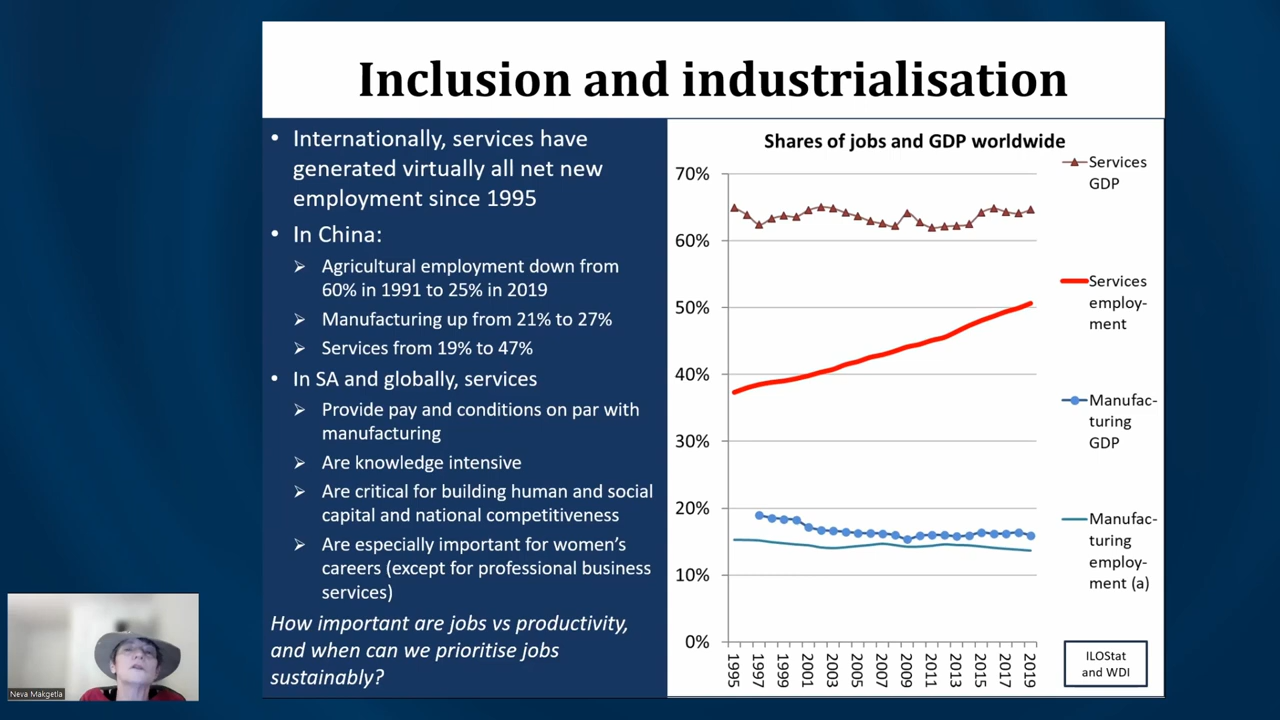 Inclusion and industrialisation
• Internationally, services have
generated virtually all net new
employment since 1995
• In China:
➢ Agricultural employment down from
60% in 1991 to 25% in 2019
➢ Manufacturing up from 21% to 27%
➢ Services from 19% to 47%
• In SA and globally, services
➢ Provide pay and conditions on par with
manufacturing
➢ Are knowledge intensive
➢ Are critical for building human and social
capital and national competitiveness
➢ Are especially important for women's
careers (except for professional business
services)
How important are jobs vs productivity,
and when can we prioritise jobs
sustainably?
Shares of jobs and GDP worldwide
70%
60%
50%
40%
30%
20%
10%
0%
1995
1997
1999
2001
2003
2005
2007
2009
2011
2013
2015
2017
2019
Services
GDP
Services
employ-
ment
Manufac-
turing
GDP
Manufac-
turing
employ-
ment (a)
ILOStat
and WDI
Neva Makgetla